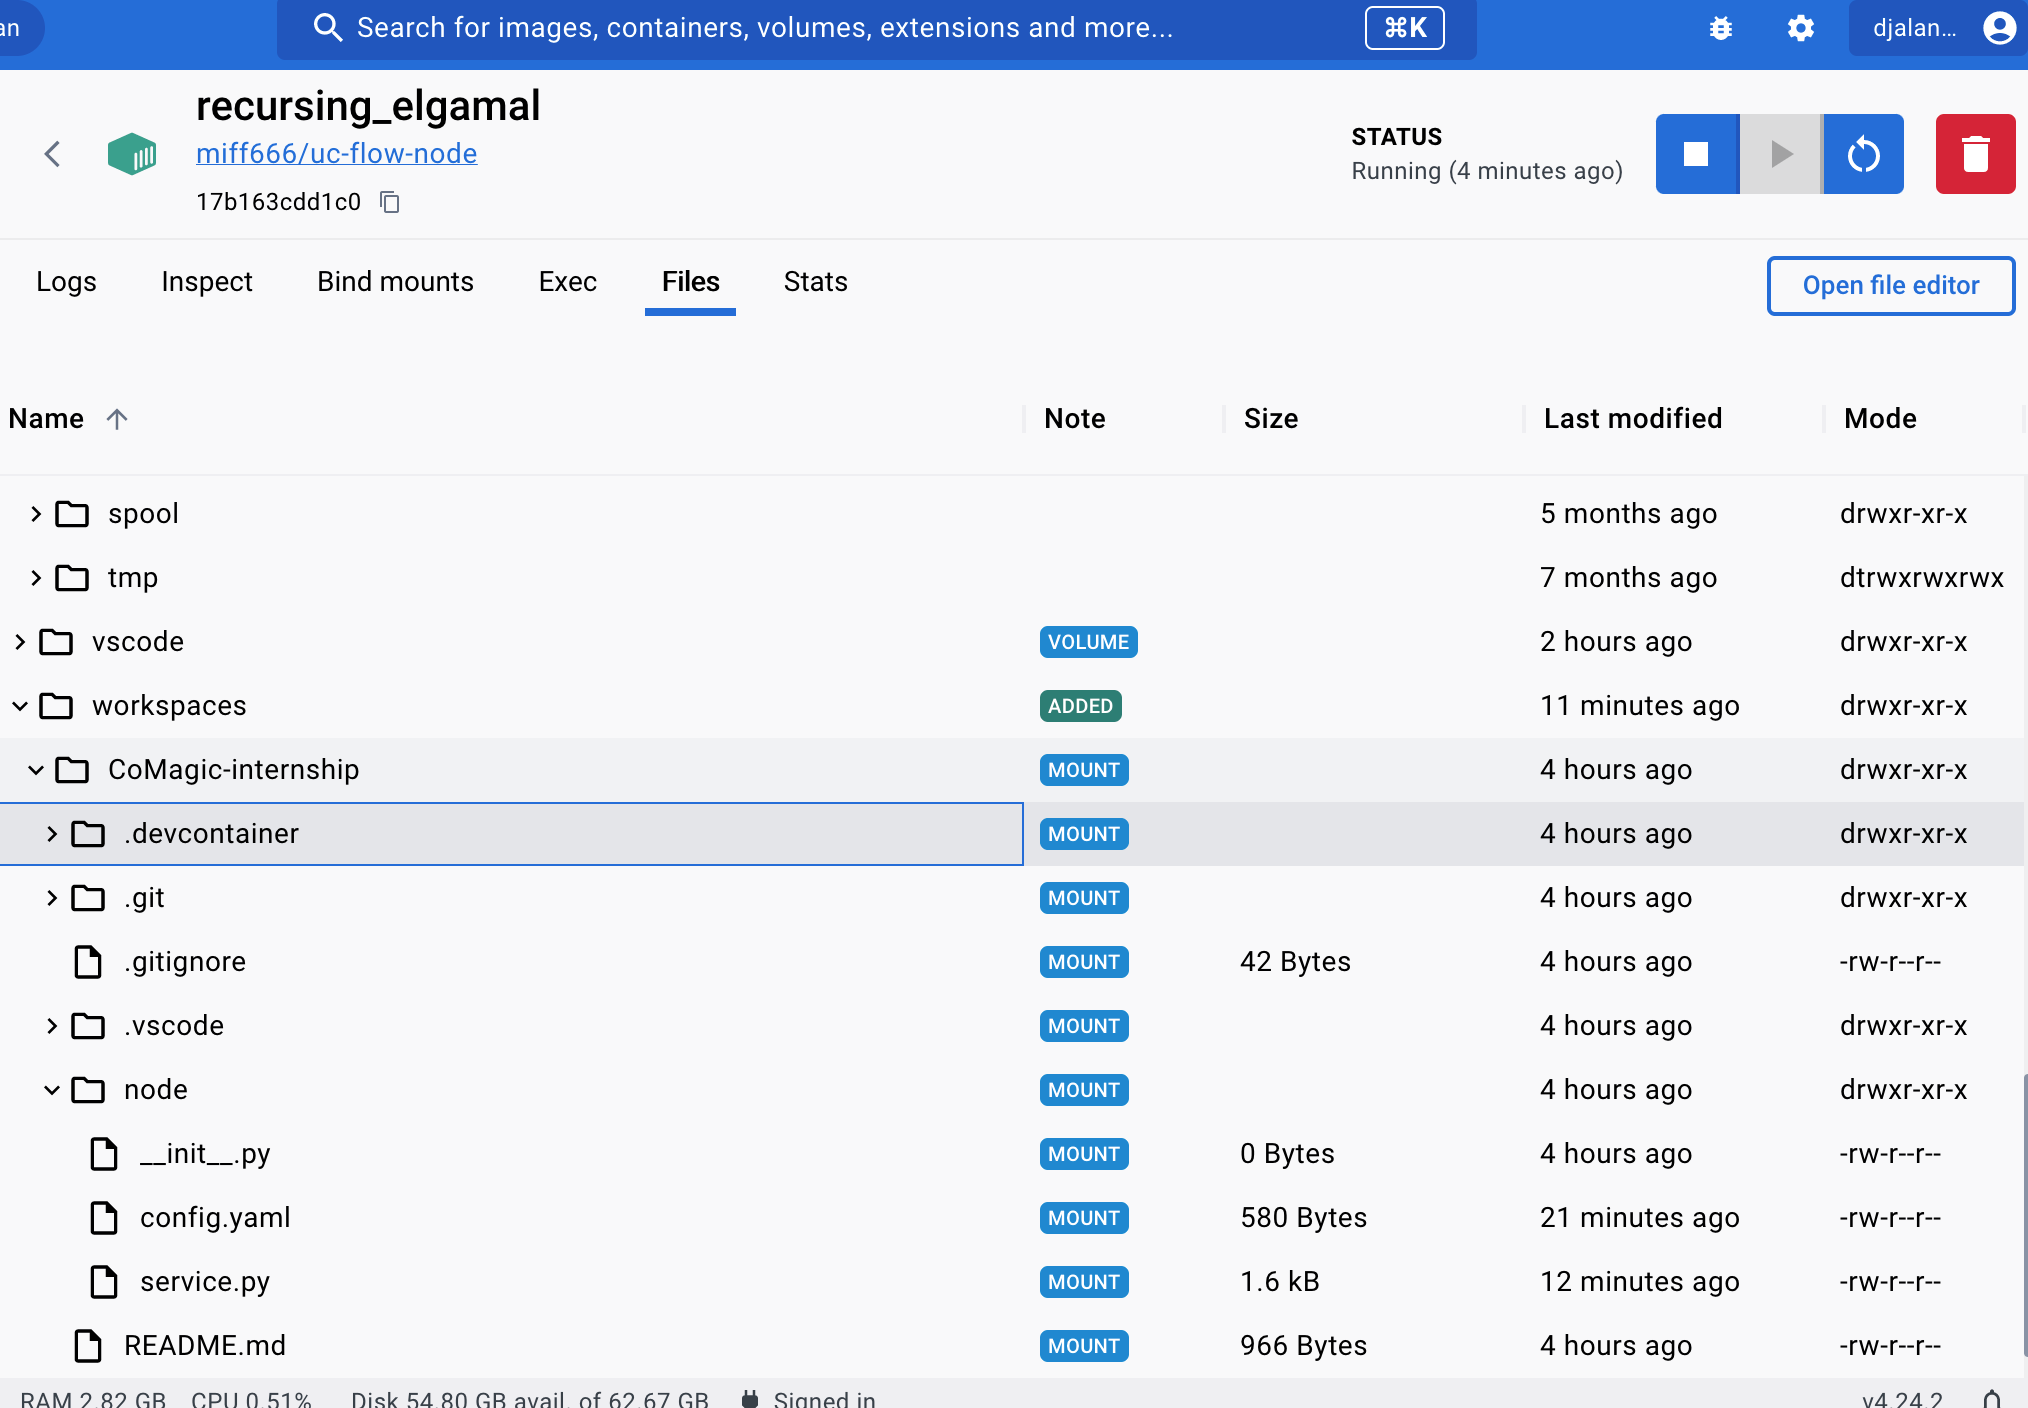 an
Search for images, containers, volumes, extensions and more...
⌘K
djalan...
recursing_elgamal
miff666/uc-flow-node
17b163cdd1c0
STATUS
Running (4 minutes ago)
Logs Inspect Bind mounts Exec Files Stats
Open file editor
Name Note Size Last modified Mode
spool 5 months ago drwxr-xr-x
tmp 7 months ago dtrwxrwxrwx
vscode VOLUME 2 hours ago drwxr-xr-x
workspaces ADDED 11 minutes ago drwxr-xr-x
CoMagic-internship MOUNT 4 hours ago drwxr-xr-x
.devcontainer MOUNT 4 hours ago drwxr-xr-x
.git MOUNT 4 hours ago drwxr-xr-x
.gitignore MOUNT 42 Bytes 4 hours ago -rw-r--r--
.vscode MOUNT 4 hours ago drwxr-xr-x
node MOUNT 4 hours ago drwxr-xr-x
__init__.py MOUNT 0 Bytes 4 hours ago -rw-r--r--
config.yaml MOUNT 580 Bytes 21 minutes ago -rw-r--r--
service.py MOUNT 1.6 kB 12 minutes ago -rw-r--r--
README.md MOUNT 966 Bytes 4 hours ago -rw-r--r--
RAM 2.82 GB CPU 0.51% Disk 54.80 GB avail. of 62.67 GB Signed in v4.24.2